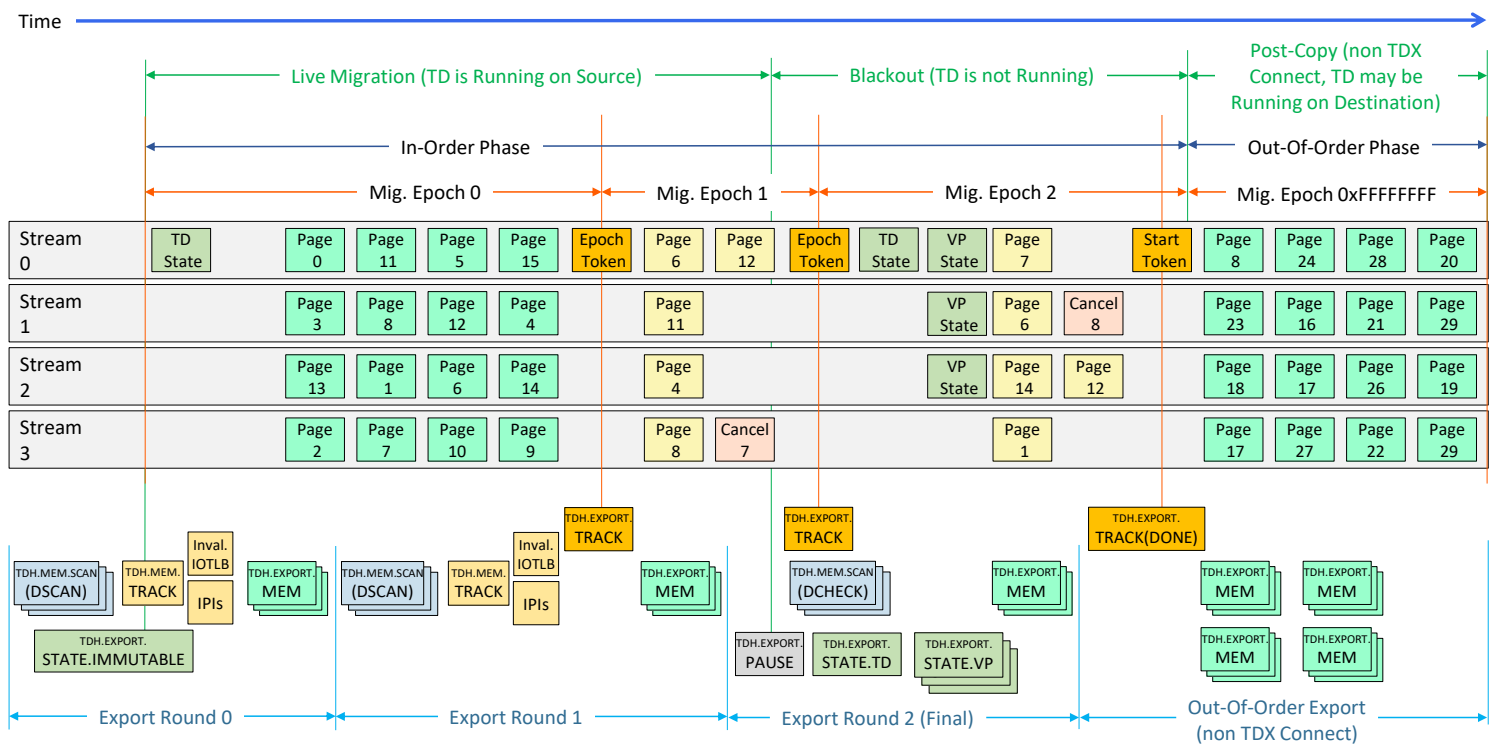 Time
Live Migration (TD is Running on Source)
Blackout (TD is not Running)
Post-Copy (non TDX
Connect, TD may be
Running on Destination)
In-Order Phase
Out-Of-Order Phase
Mig. Epoch 0
Mig. Epoch 1
Mig. Epoch 2
Mig. Epoch 0xFFFFFFFF
Stream
0
TD
State
Page
0
Page
11
Page
5
Page
15
Epoch
Token
Page
6
Page
12
Epoch
Token
TD
State
VP
State
Page
7
Start
Token
Page
8
Page
24
Page
28
Page
20
Stream
1
Page
3
Page
8
Page
12
Page
4
Page
11
VP
State
Page
6
Cancel
8
Page
23
Page
16
Page
21
Page
29
Stream
2
Page
13
Page
1
Page
6
Page
14
Page
4
VP
State
Page
14
Page
12
Page
18
Page
17
Page
26
Page
19
Stream
3
Page
2
Page
7
Page
10
Page
9
Page
8
Cancel
7
Page
1
Page
17
Page
27
Page
22
Page
29
TDH.MEM.SCAN
(DSCAN)
TDH.MEM.
TRACK
Inval.
IOTLB
IPIs
TDH.EXPORT.
MEM
TDH.EXPORT.
STATE.IMMUTABLE
TDH.MEM.SCAN
(DSCAN)
TDH.MEM.
TRACK
Inval.
IOTLB
IPIs
TDH.EXPORT.
TRACK
TDH.EXPORT.
MEM
TDH.EXPORT.
TRACK
TDH.MEM.SCAN
(DCHECK)
TDH.EXPORT.
PAUSE
TDH.EXPORT.
STATE.TD
TDH.EXPORT.
STATE.VP
TDH.EXPORT.
MEM
TDH.EXPORT.
TRACK(DONE)
TDH.EXPORT.
MEM
TDH.EXPORT.
MEM
TDH.EXPORT.
MEM
TDH.EXPORT.
MEM
Export Round 0
Export Round 1
Export Round 2 (Final)
Out-Of-Order Export
(non TDX Connect)